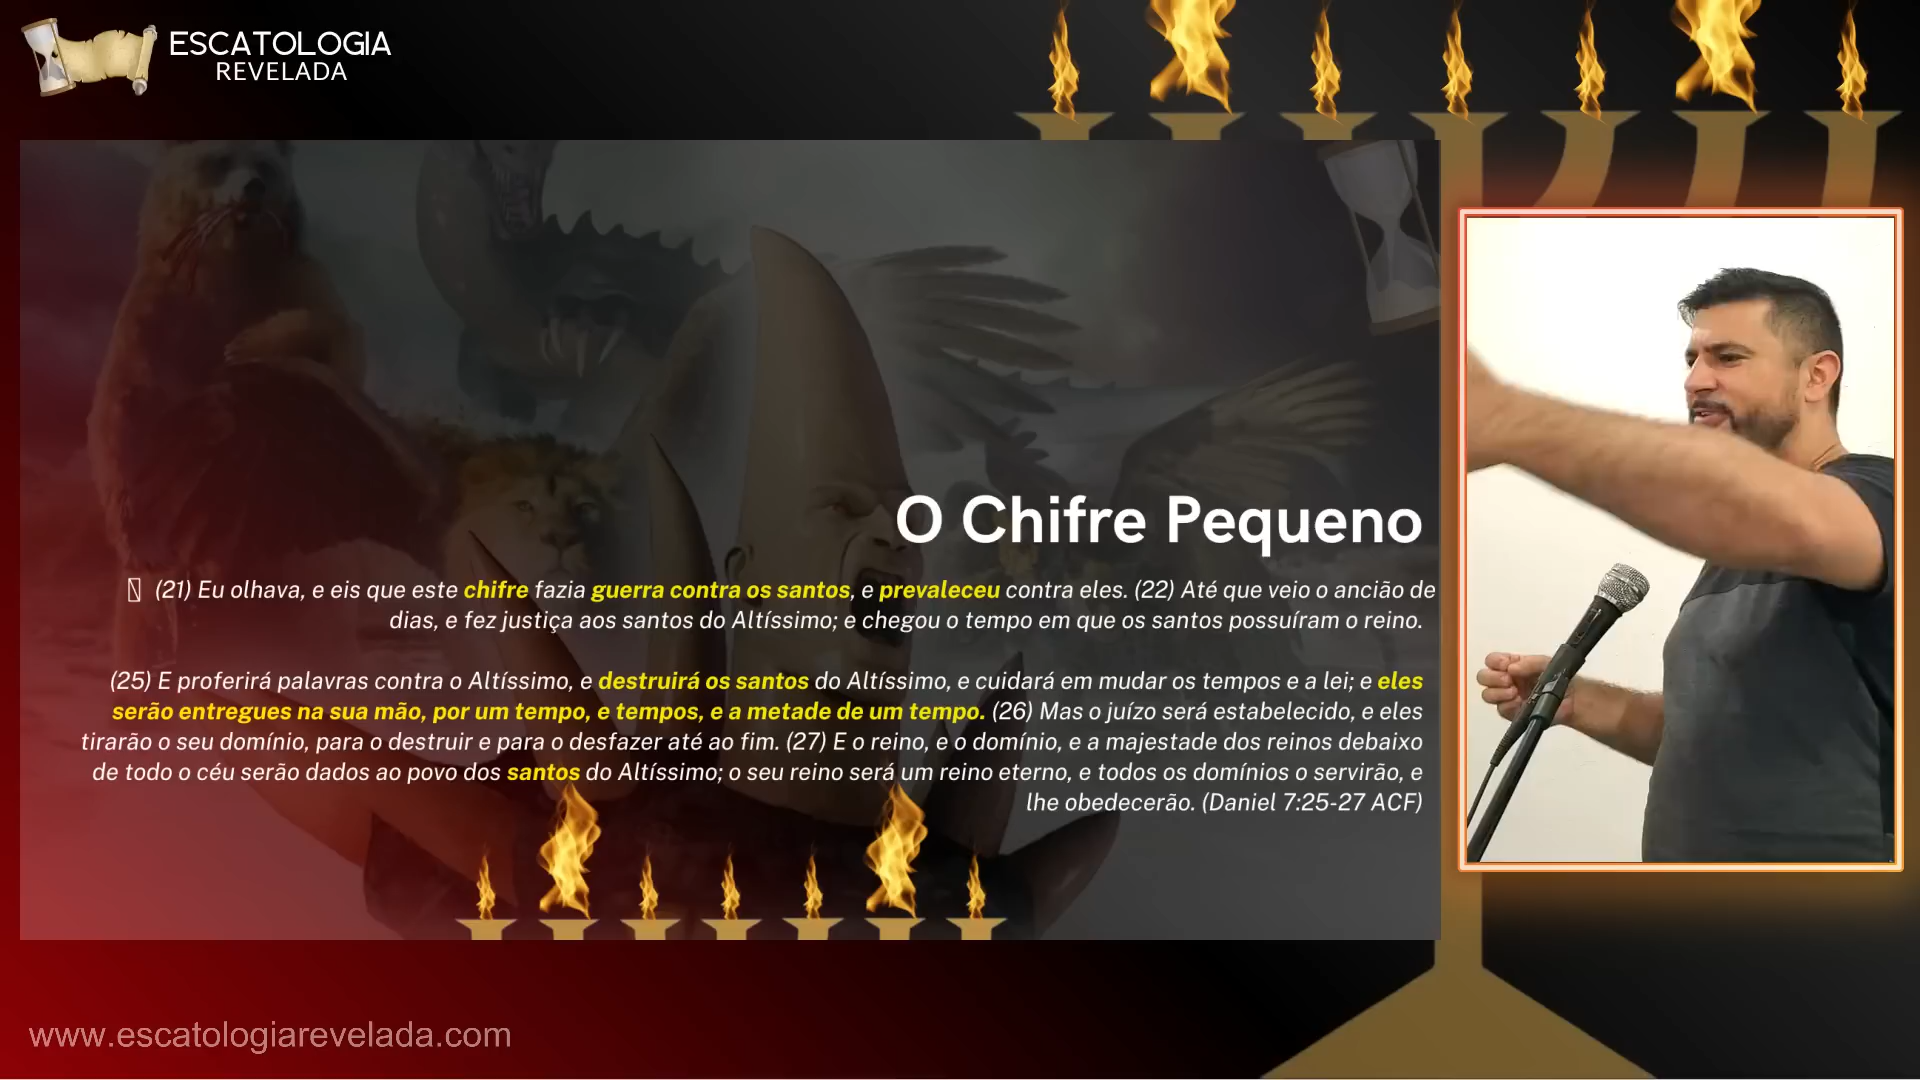 ESCATOLOGIA
REVELADA
O Chifre Pequeno
(21) Eu olhava, e eis que este chifre fazia guerra contra os santos, e prevaleceu contra eles. (22) Até que veio o ancião de
dias, e fez justiça aos santos do Altíssimo; e chegou o tempo em que os santos possuíram o reino.
(25) E proferirá palavras contra o Altíssimo, e destruirá os santos do Altíssimo, e cuidará em mudar os tempos e a lei; e eles
serão entregues na sua mão, por um tempo, e tempos, e a metade de um tempo. (26) Mas o juízo será estabelecido, e eles
tirarão o seu domínio, para o destruir e para o desfazer até ao fim. (27) E o reino, e o domínio, e a majestade dos reinos debaixo
de todo o céu serão dados ao povo dos santos do Altíssimo; o seu reino será um reino eterno, e todos os domínios o servirão, e
lhe obedecerão. (Daniel 7:25-27 ACF)
www.escatologiarevelada.com